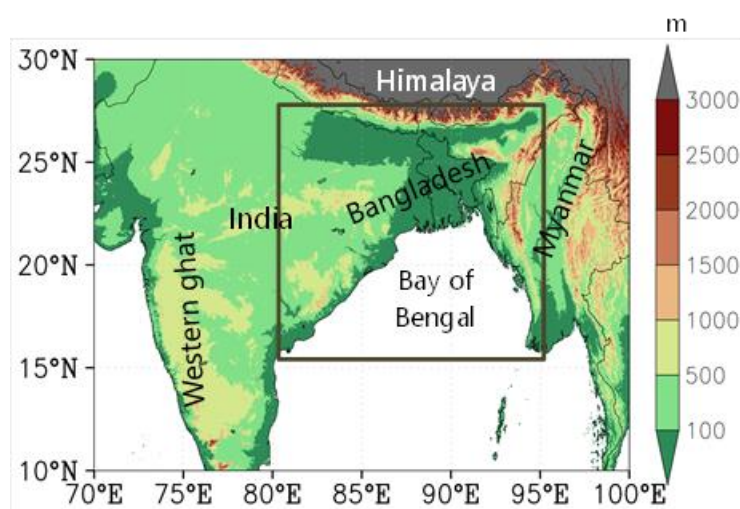 m
30°N
25°N
20°N
15°N
10°N
70°E 75°E 80°E 85°E 90°E 95°E 100°E
Himalaya
Bangladesh
Myanmar
India
Western ghat
Bay of
Bengal
3000
2500
2000
1500
1000
500
100